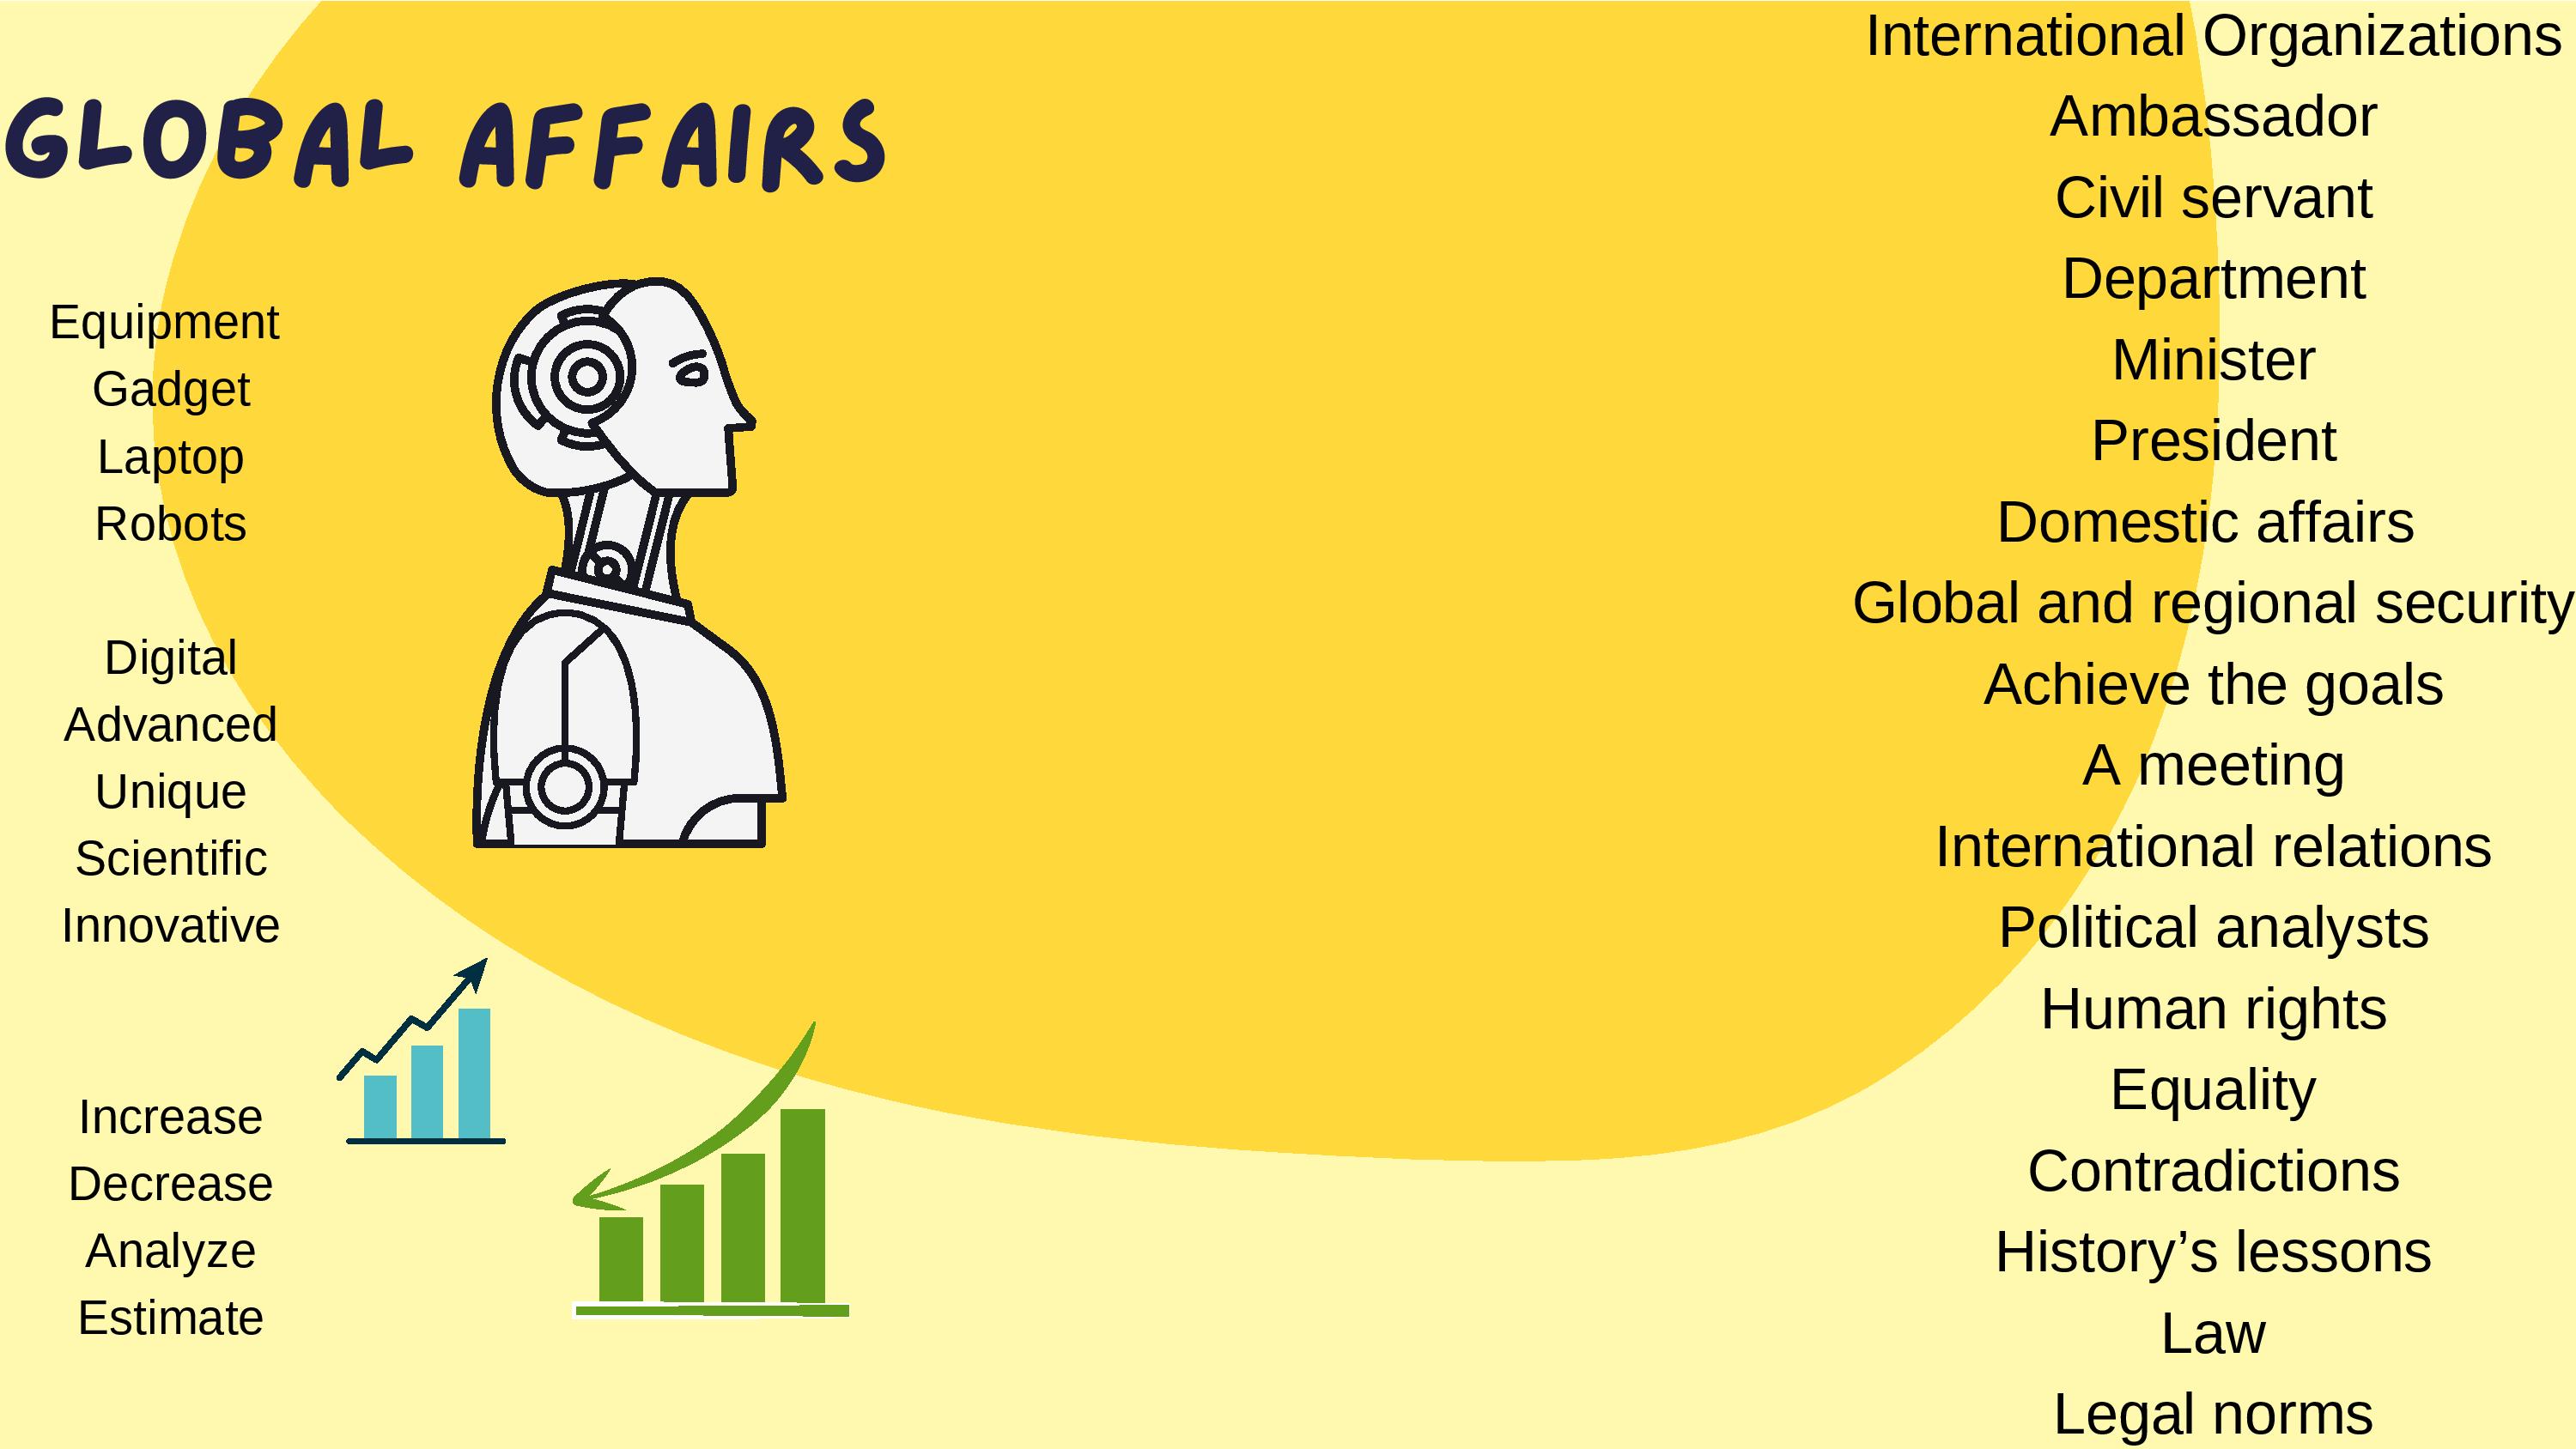 GLOBAL AFFAIRS
Equipment
Gadget
Laptop
Robots
Digital
Advanced
Unique
Scientific
Innovative
Increase
Decrease
Analyze
Estimate
International Organizations
Ambassador
Civil servant
Department
Minister
President
Domestic affairs
Global and regional security
Achieve the goals
A meeting
International relations
Political analysts
Human rights
Equality
Contradictions
History’s lessons
Law
Legal norms